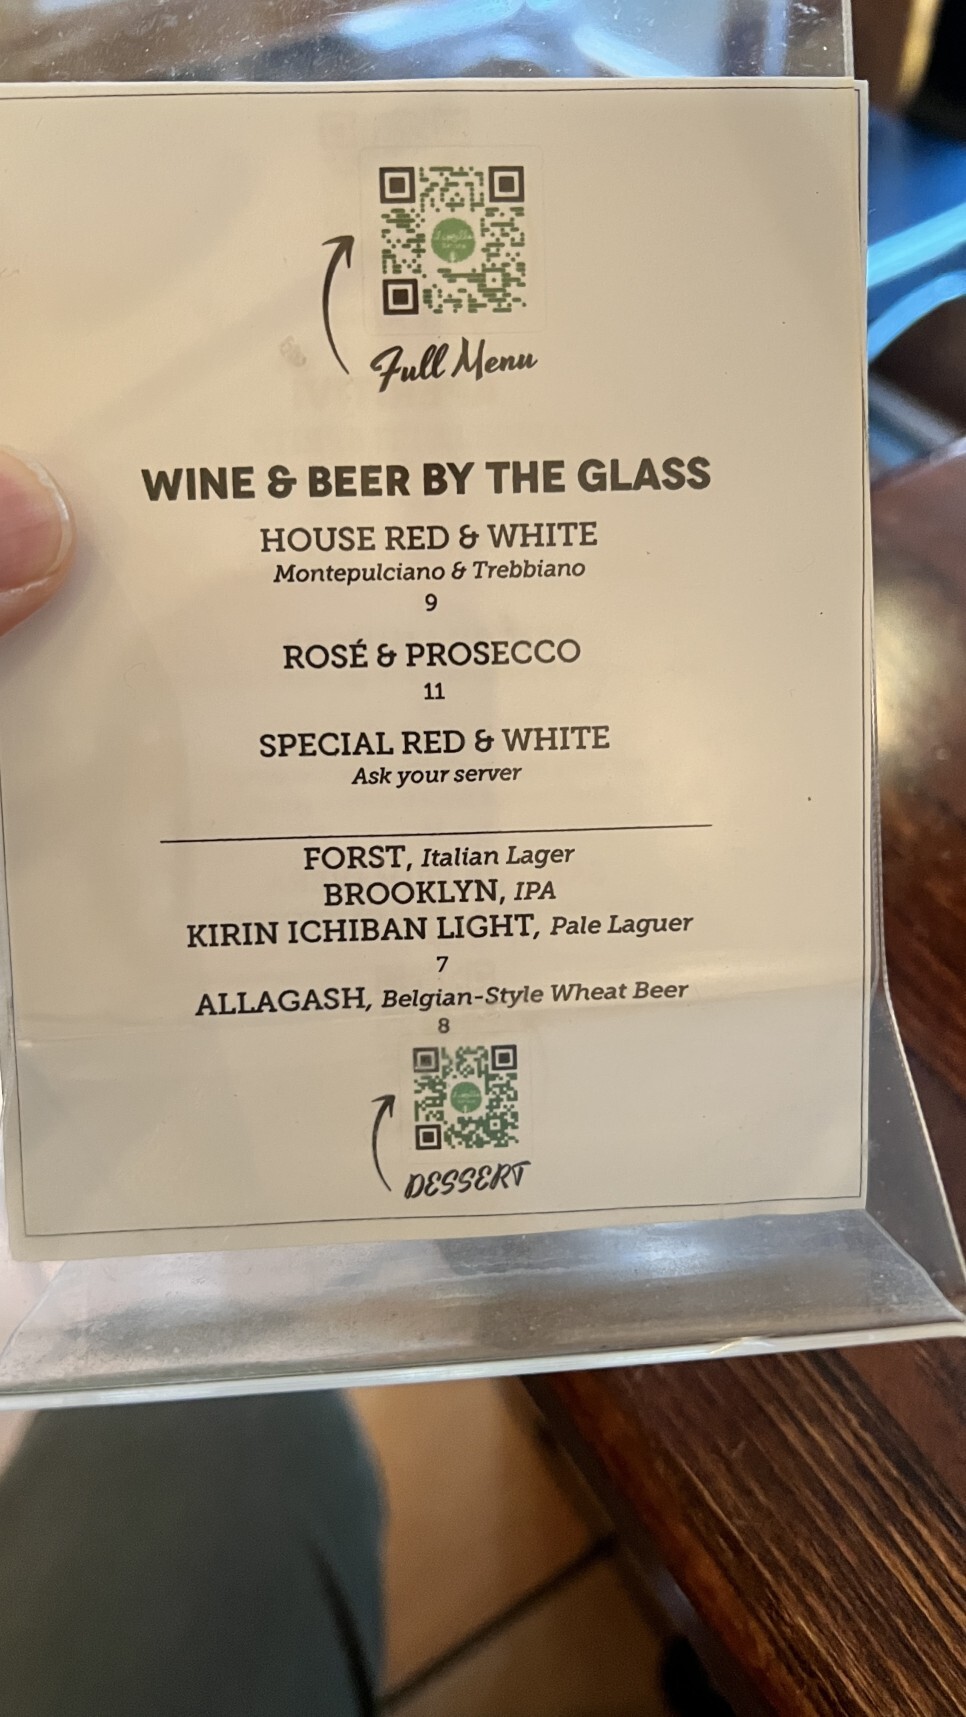 Full Menu
WINE & BEER BY THE GLASS
HOUSE RED & WHITE
Montepulciano & Trebbiano
9
ROSÉ & PROSECCO
11
SPECIAL RED & WHITE
Ask your server
FORST, Italian Lager
BROOKLYN, IPA
KIRIN ICHIBAN LIGHT, Pale Laguer
7
ALLAGASH, Belgian-Style Wheat Beer
8
DESSERT